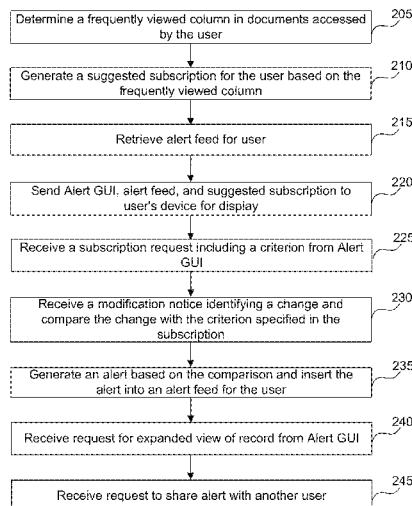 205
Determine a frequently viewed column in documents accessed
by the user
210
Generate a suggested subscription for the user based on the
frequently viewed column
215
Retrieve alert feed for user
220
Send Alert GUI, alert feed, and suggested subscription to
user's device for display
225
Receive a subscription request including a criterion from Alert
GUI
230
Receive a modification notice identifying a change and
compare the change with the criterion specified in the
subscription
235
Generate an alert based on the comparison and insert the
alert into an alert feed for the user
240
Receive request for expanded view of record from Alert GUI
245
Receive request to share alert with another user